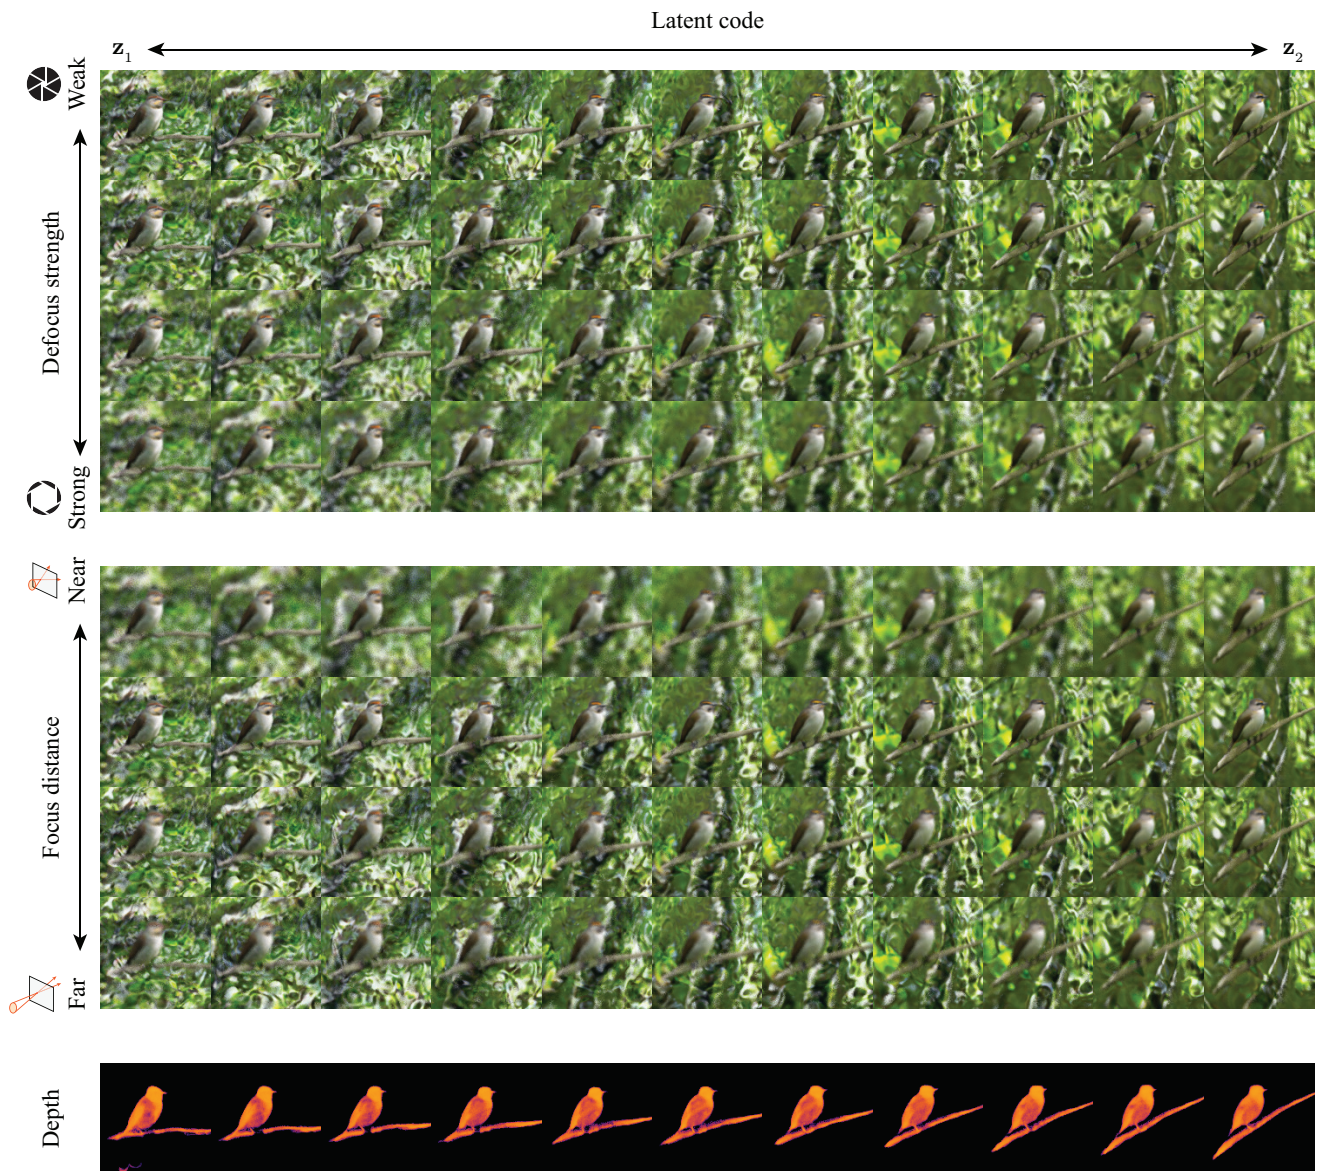 Latent code
z1
z2
Weak
Defocus strength
Strong
Near
Focus distance
Far
Depth